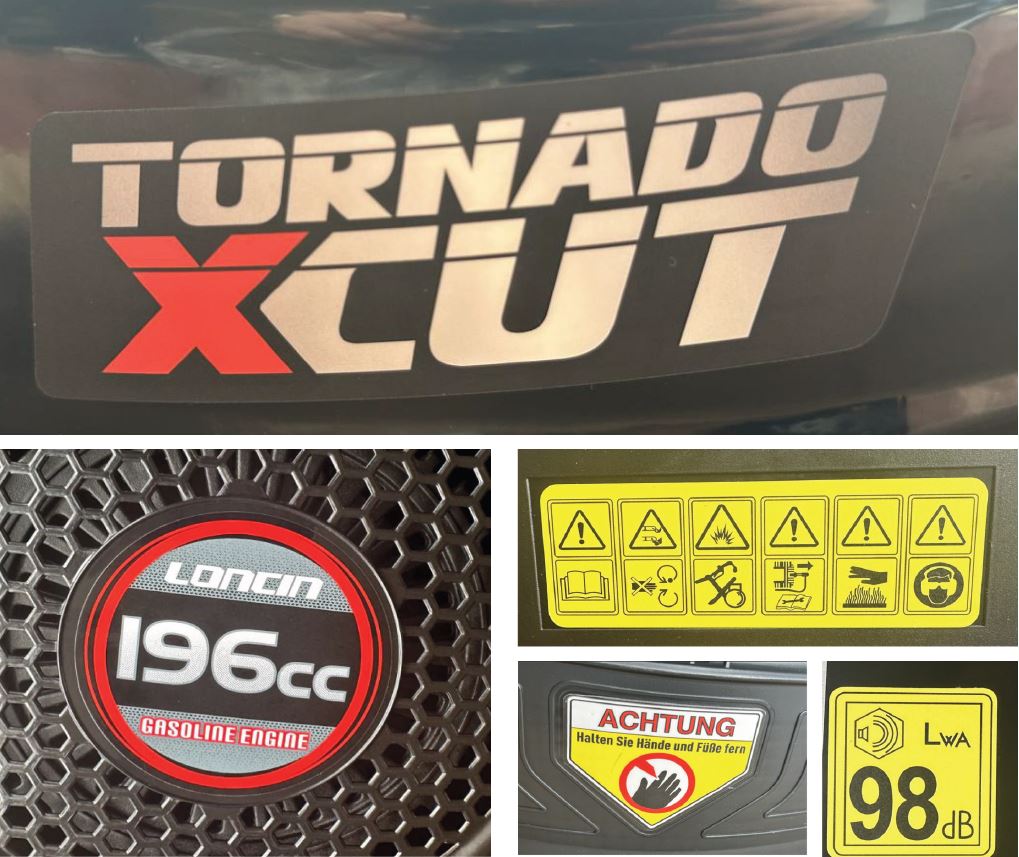 TORNADO
XCUT
LONCIN
196cc
GASOLINE ENGINE
ACHTUNG
Halten Sie Hände und Füße fern
LWA
98dB